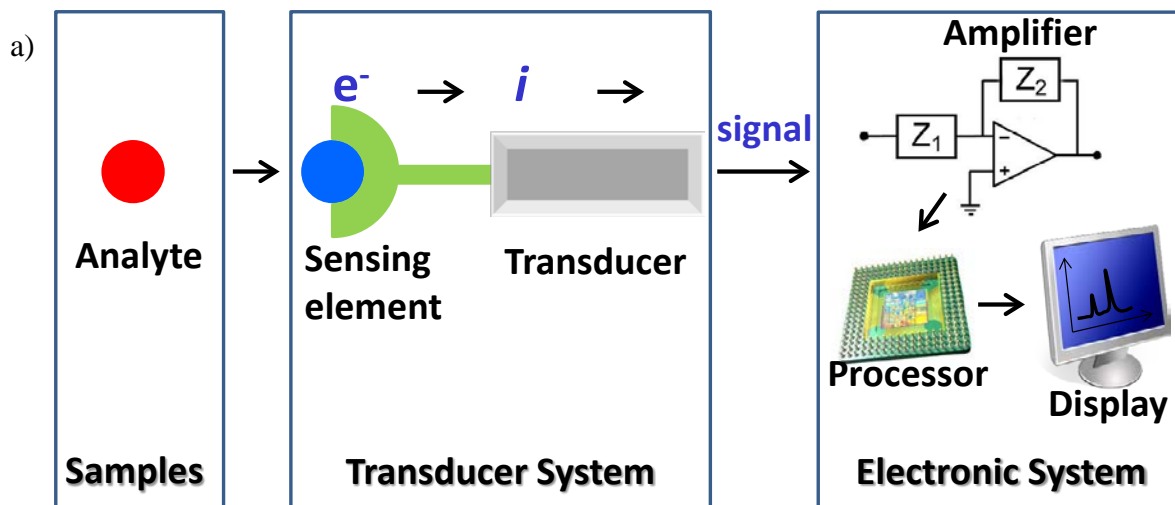 a)
Analyte
Samples
e⁻ → i →
Sensing
element
Transducer
Transducer System
signal
Amplifier
Z₁
Z₂
−
+
Processor
Display
Electronic System